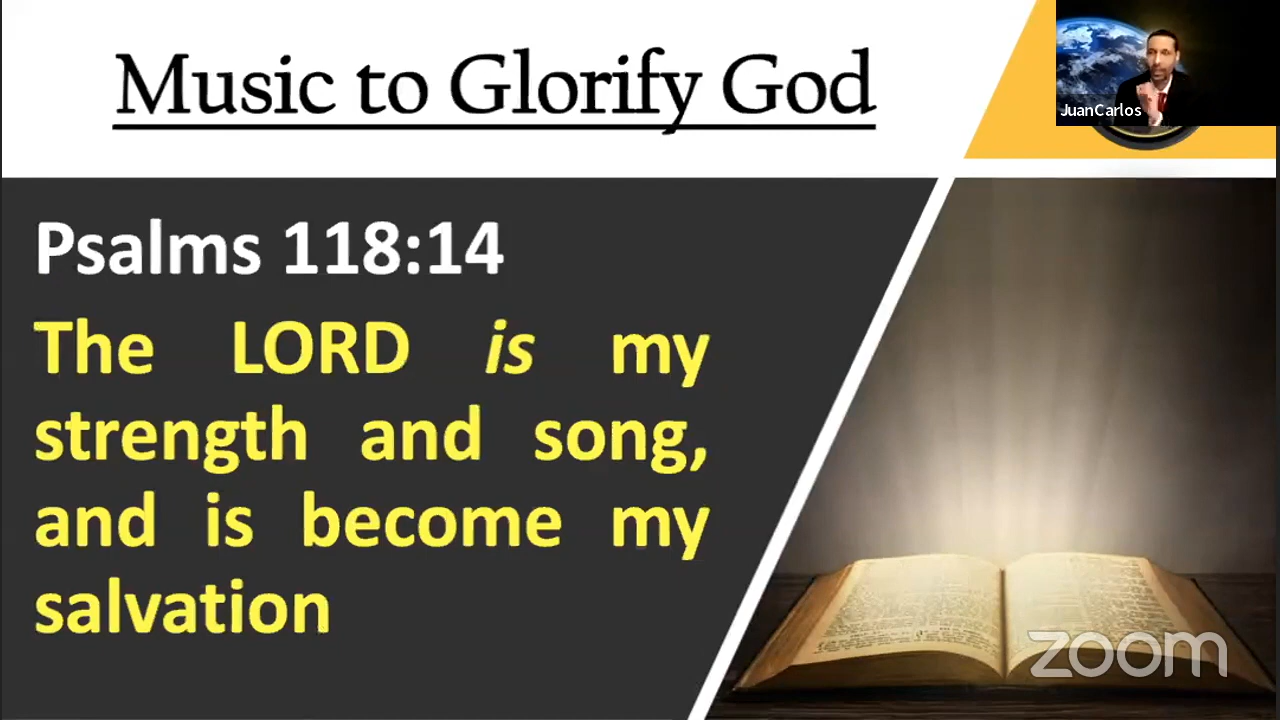 Music to Glorify God
JuanCarlos
Psalms 118:14
The LORD is my
strength and song,
and is become my
salvation
zoom